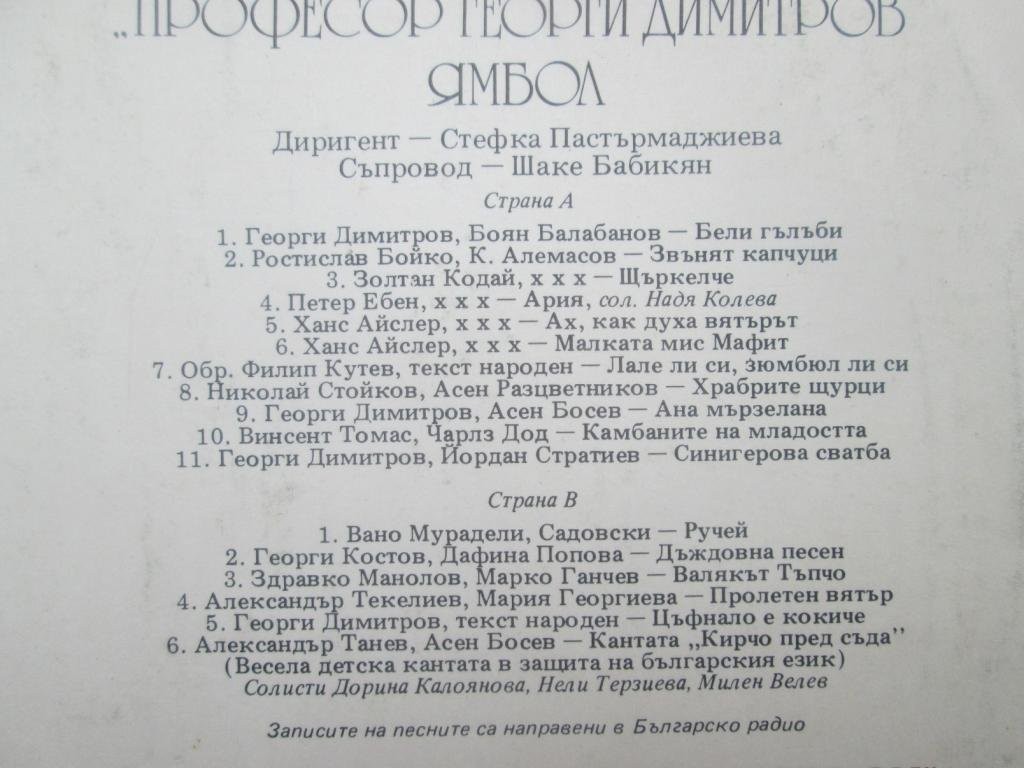 „ПРОФЕСОР ГЕОРГИ ДИМИТРОВ"
ЯМБОЛ
Диригент — Стефка Пастърмаджиева
Съпровод — Шаке Бабикян
Страна А
1. Георги Димитров, Боян Балабанов — Бели гълъби
2. Ростислав Бойко, К. Алемасов — Звънят капчуци
3. Золтан Кодай, х х х — Щъркелче
4. Петер Ебен, х х х — Ария, сол. Надя Колева
5. Ханс Айслер, х х х — Ах, как духа вятърът
6. Ханс Айслер, х х х — Малката мис Мафит
7. Обр. Филип Кутев, текст народен — Лале ли си, зюмбюл ли си
8. Николай Стойков, Асен Разцветников — Храбрите щурци
9. Георги Димитров, Асен Босев — Ана мързелана
10. Винсент Томас, Чарлз Дод — Камбаните на младостта
11. Георги Димитров, Йордан Стратиев — Синигерова сватба
Страна В
1. Вано Мурадели, Садовски — Ручей
2. Георги Костов, Дафина Попова — Дъждовна песен
3. Здравко Манолов, Марко Ганчев — Валякът Тъпчо
4. Александър Текелиев, Мария Георгиева — Пролетен вятър
5. Георги Димитров, текст народен — Цъфнало е кокиче
6. Александър Танев, Асен Босев — Кантата „Кирчо пред съда"
(Весела детска кантата в защита на българския език)
Солисти Дорина Калоянова, Нели Терзиева, Милен Велев
Записите на песните са направени в Българско радио